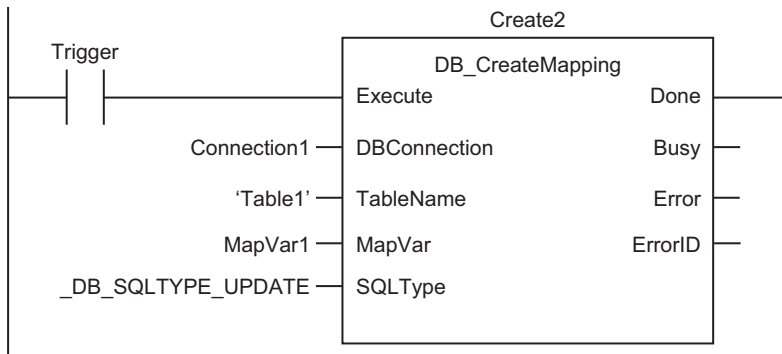 Create2
Trigger
DB_CreateMapping
Execute Done
Connection1 DBConnection Busy
‘Table1’ TableName Error
MapVar1 MapVar ErrorID
_DB_SQLTYPE_UPDATE SQLType